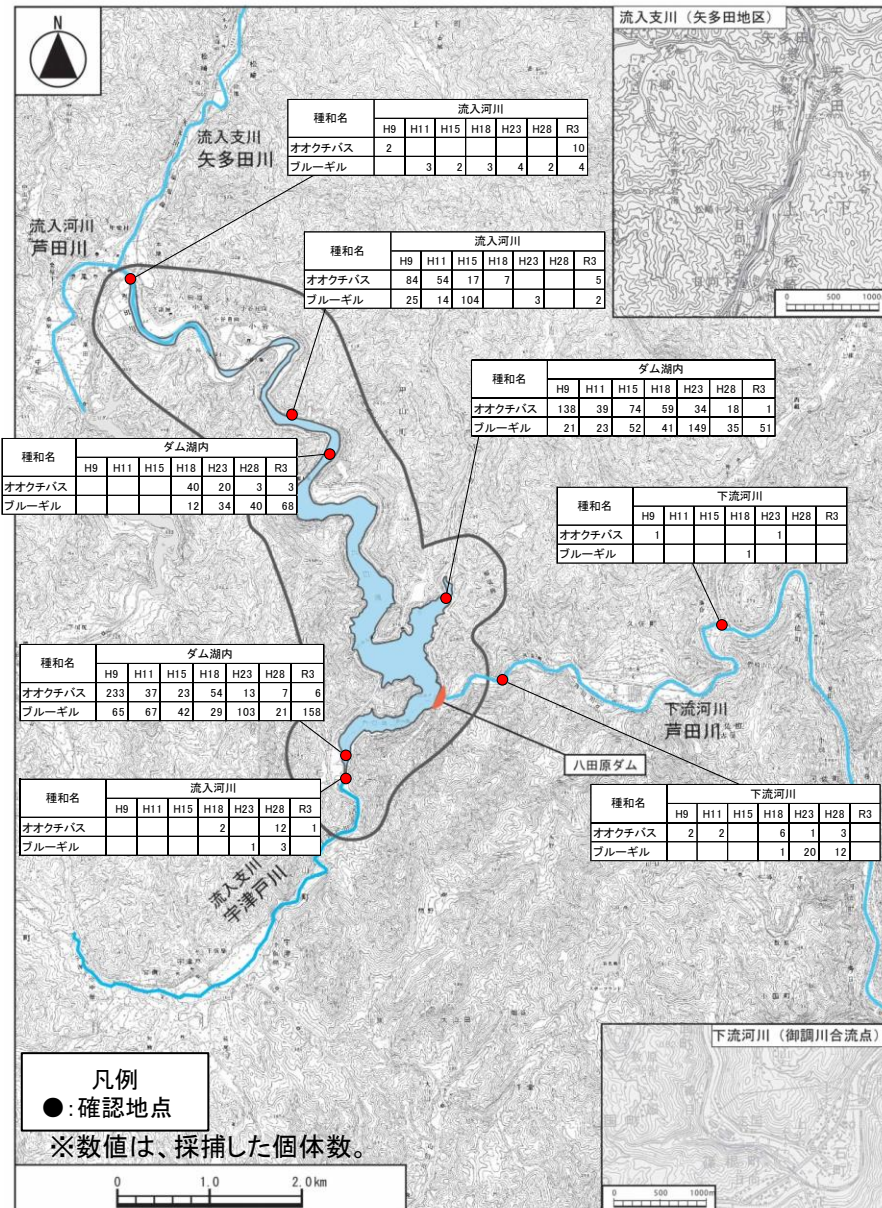 N
流入支川（矢多田地区）
0 500 1000
種和名 流入河川
H9 H11 H15 H18 H23 H28 R3
オオクチバス 2 10
ブルーギル 3 2 3 4 2 4
流入支川
矢多田川
流入河川
芦田川
種和名 流入河川
H9 H11 H15 H18 H23 H28 R3
オオクチバス 84 54 17 7 5
ブルーギル 25 14 104 3 2
種和名 ダム湖内
H9 H11 H15 H18 H23 H28 R3
オオクチバス 138 39 74 59 34 18 1
ブルーギル 21 23 52 41 149 35 51
種和名 ダム湖内
H9 H11 H15 H18 H23 H28 R3
オオクチバス 40 20 3 3
ブルーギル 12 34 40 68
種和名 下流河川
H9 H11 H15 H18 H23 H28 R3
オオクチバス 1 1
ブルーギル 1
種和名 ダム湖内
H9 H11 H15 H18 H23 H28 R3
オオクチバス 233 37 23 54 13 7 6
ブルーギル 65 67 42 29 103 21 158
下流河川
芦田川
八田原ダム
種和名 流入河川
H9 H11 H15 H18 H23 H28 R3
オオクチバス 2 12 1
ブルーギル 1 3
種和名 下流河川
H9 H11 H15 H18 H23 H28 R3
オオクチバス 2 2 6 1 3
ブルーギル 1 20 12
流入支川
宇津戸川
下流河川（御調川合流点）
0 500 1000m
凡例
●：確認地点
※数値は、採捕した個体数。
0 1.0 2.0km